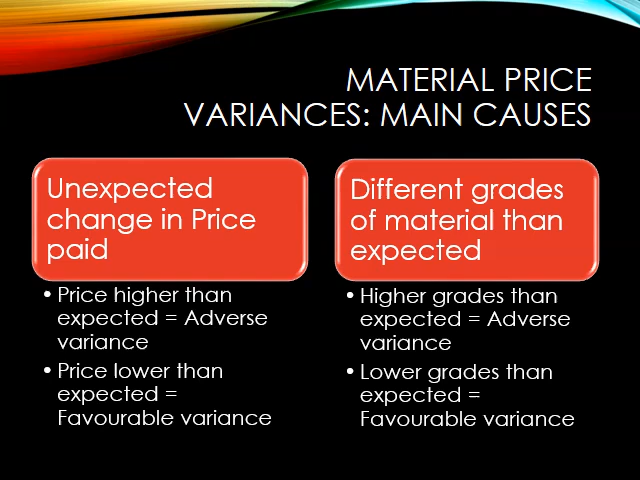 MATERIAL PRICE
VARIANCES: MAIN CAUSES
Unexpected
change in Price
paid
• Price higher than
expected = Adverse
variance
• Price lower than
expected =
Favourable variance
Different grades
of material than
expected
• Higher grades than
expected = Adverse
variance
• Lower grades than
expected =
Favourable variance